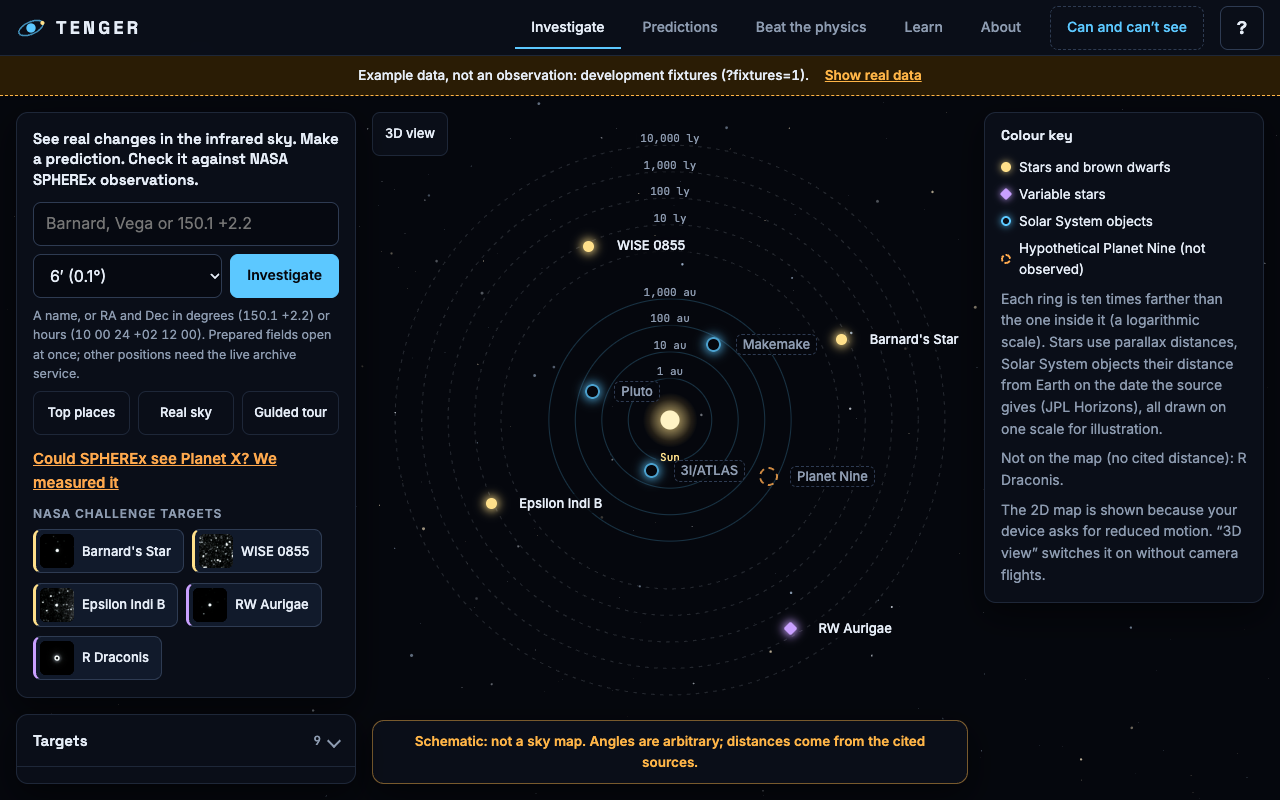 TENGER
Investigate
Predictions
Beat the physics
Learn
About
Can and can't see
?
Example data, not an observation: development fixtures (?fixtures=1). Show real data
See real changes in the infrared sky. Make
a prediction. Check it against NASA
SPHEREx observations.
Barnard, Vega or 150.1 +2.2
6′ (0.1°)
Investigate
A name, or RA and Dec in degrees (150.1 +2.2) or
hours (10 00 24 +02 12 00). Prepared fields open
at once; other positions need the live archive
service.
Top places
Real sky
Guided tour
Could SPHEREx see Planet X? We
measured it
NASA CHALLENGE TARGETS
Barnard's Star
WISE 0855
Epsilon Indi B
RW Aurigae
R Draconis
Targets
9
3D view
10,000 ly
1,000 ly
100 ly
10 ly
WISE 0855
1,000 au
100 au
10 au
Makemake
Barnard's Star
1 au
Pluto
Sun
3I/ATLAS
Planet Nine
Epsilon Indi B
RW Aurigae
Schematic: not a sky map. Angles are arbitrary; distances come from the cited
sources.
Colour key
Stars and brown dwarfs
Variable stars
Solar System objects
Hypothetical Planet Nine (not
observed)
Each ring is ten times farther than
the one inside it (a logarithmic
scale). Stars use parallax distances,
Solar System objects their distance
from Earth on the date the source
gives (JPL Horizons), all drawn on
one scale for illustration.
Not on the map (no cited distance): R
Draconis.
The 2D map is shown because your
device asks for reduced motion. “3D
view” switches it on without camera
flights.